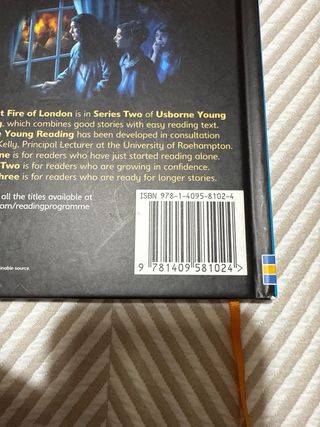 t Fire of London is in Series Two of Usborne Young
, which combines good stories with easy reading text.
e Young Reading has been developed in consultation
Kelly, Principal Lecturer at the University of Roehampton.
ne is for readers who have just started reading alone.
Two is for readers who are growing in confidence.
hree is for readers who are ready for longer stories.
all the titles available at
com/readingprogramme
ISBN 978-1-4095-8102-4
9 781409 581024>
inable source.